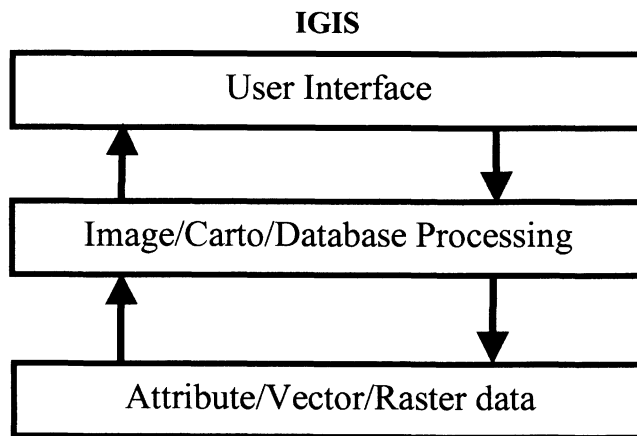 IGIS
User Interface
Image/Carto/Database Processing
Attribute/Vector/Raster data